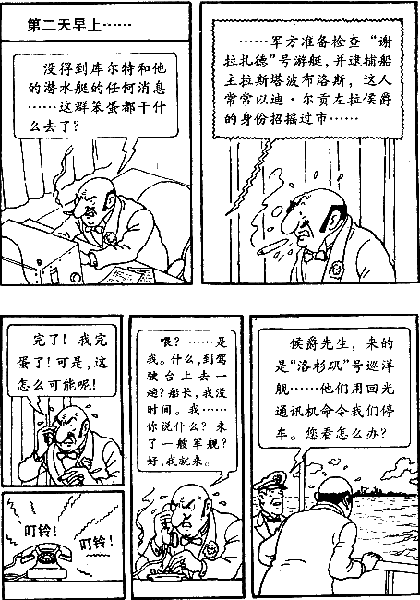 第二天早上……
没得到库尔特和他
的潜水艇的任何消息
……这群笨蛋都干什
么去了?
……军方准备检查“谢
拉扎德”号游艇,并逮捕船
主拉斯塔波布洛斯,这人
常常以迪·尔贡左拉侯爵
的身份招摇过市……
完了!我完
蛋了!可是,这
怎么可能呢!
叮铃!
叮铃!
喂?……是
我。什么,到驾
驶台上去一
趟?船长,我没
时间。我……
你说什么?来
了一艘军舰?
好,我就来。
侯爵先生,来的
是“洛杉矶”号巡洋
舰……他们用回光
通讯机命令我们停
车。您看怎么办?